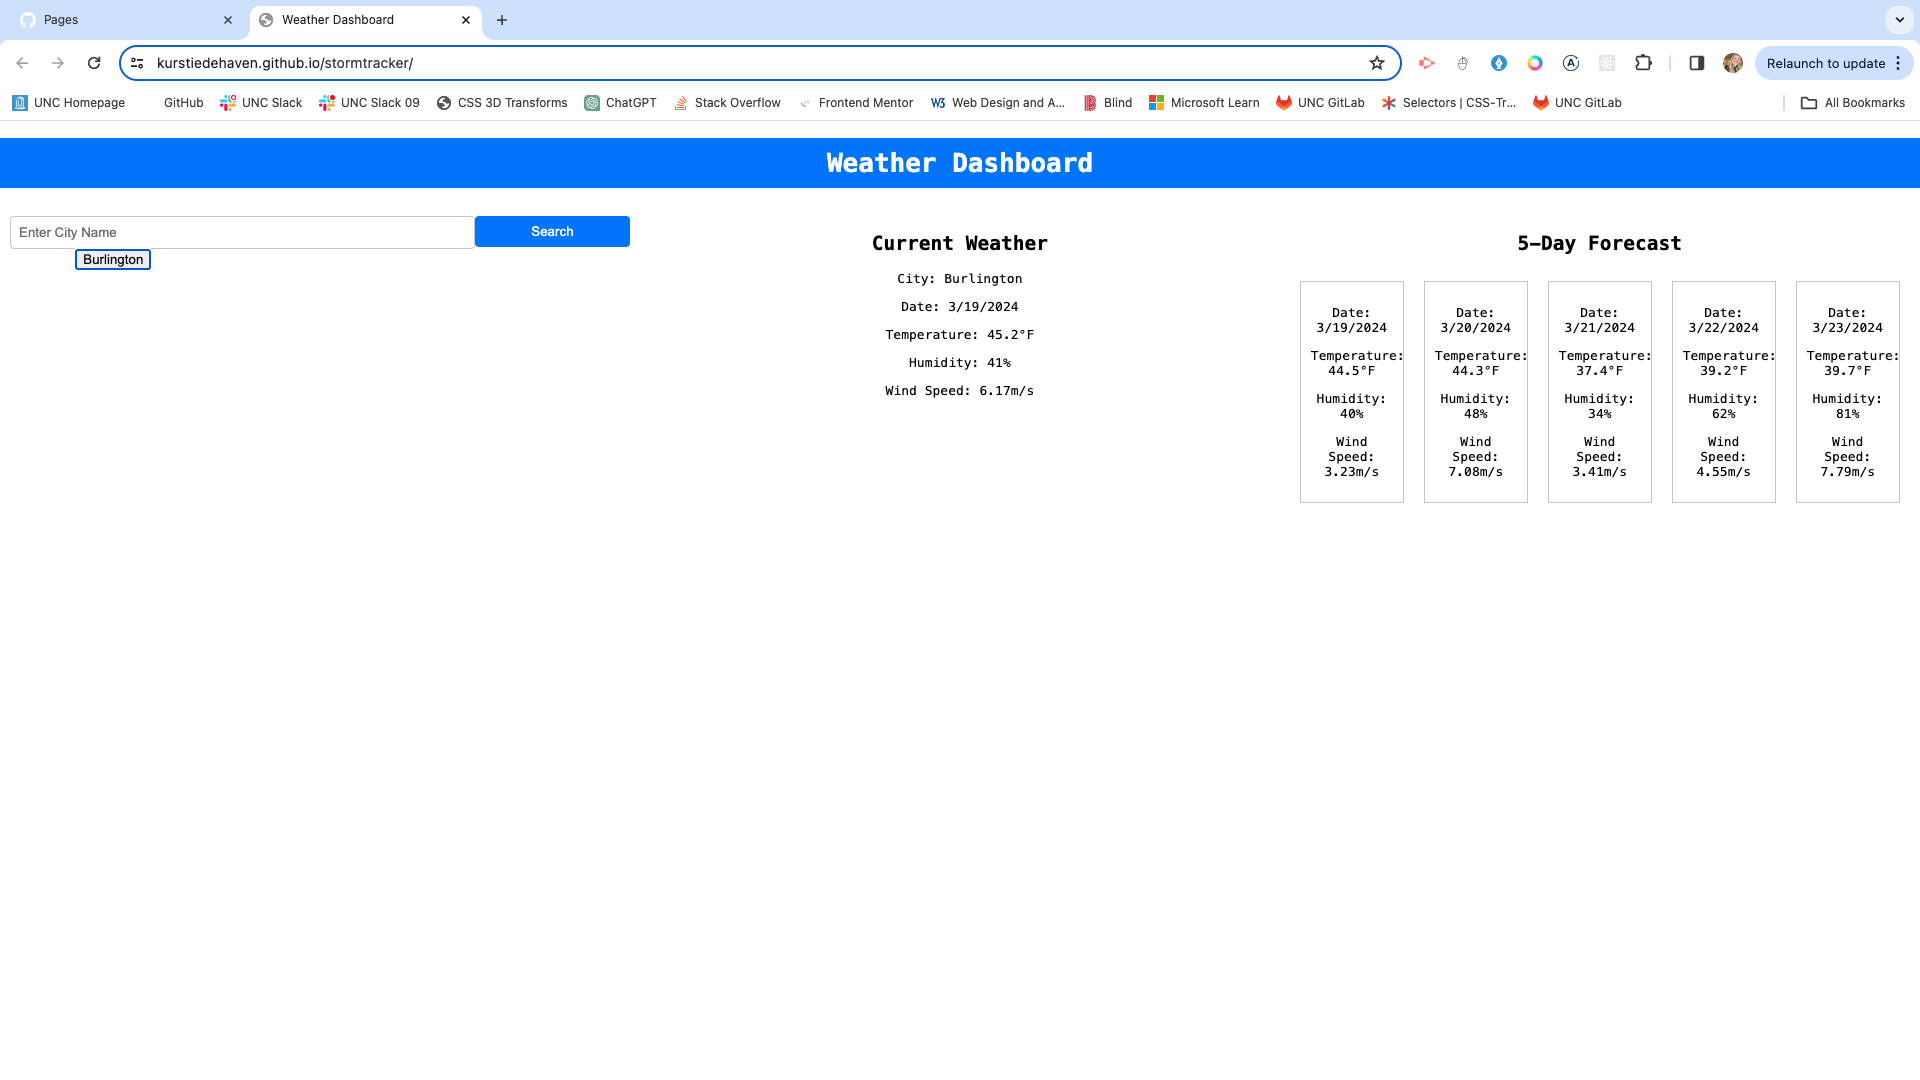 Pages
Weather Dashboard
kurstiedehaven.github.io/stormtracker/
Relaunch to update
UNC Homepage
GitHub
UNC Slack
UNC Slack 09
CSS 3D Transforms
ChatGPT
Stack Overflow
Frontend Mentor
W3 Web Design and A...
Blind
Microsoft Learn
UNC GitLab
Selectors | CSS-Tr...
UNC GitLab
All Bookmarks
Weather Dashboard
Enter City Name
Search
Burlington
Current Weather
City: Burlington
Date: 3/19/2024
Temperature: 45.2°F
Humidity: 41%
Wind Speed: 6.17m/s
5-Day Forecast
Date:
3/19/2024
Temperature:
44.5°F
Humidity:
40%
Wind
Speed:
3.23m/s
Date:
3/20/2024
Temperature:
44.3°F
Humidity:
48%
Wind
Speed:
7.08m/s
Date:
3/21/2024
Temperature:
37.4°F
Humidity:
34%
Wind
Speed:
3.41m/s
Date:
3/22/2024
Temperature:
39.2°F
Humidity:
62%
Wind
Speed:
4.55m/s
Date:
3/23/2024
Temperature:
39.7°F
Humidity:
81%
Wind
Speed:
7.79m/s